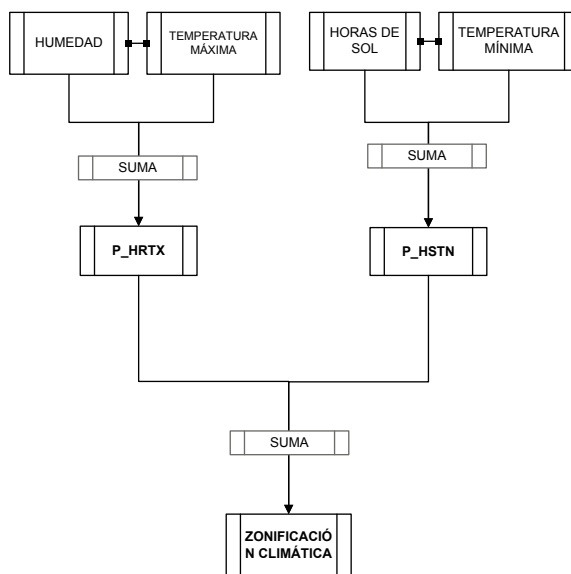 HUMEDAD
TEMPERATURA
MÁXIMA
HORAS DE
SOL
TEMPERATURA
MÍNIMA
SUMA
SUMA
P_HRTX
P_HSTN
SUMA
ZONIFICACIÓ
N CLIMÁTICA